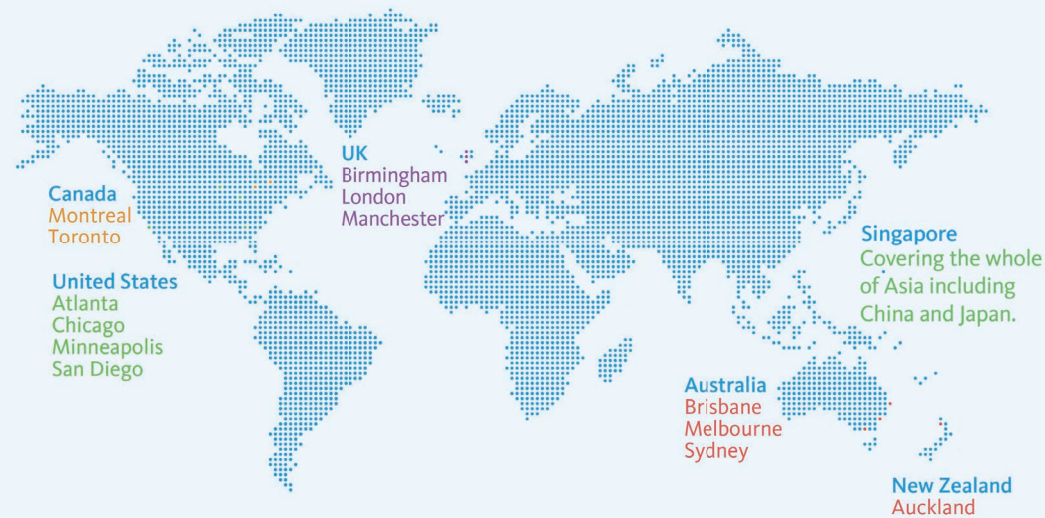 Canada
Montreal
Toronto
United States
Atlanta
Chicago
Minneapolis
San Diego
UK
Birmingham
London
Manchester
Singapore
Covering the whole
of Asia including
China and Japan.
Australia
Brisbane
Melbourne
Sydney
New Zealand
Auckland